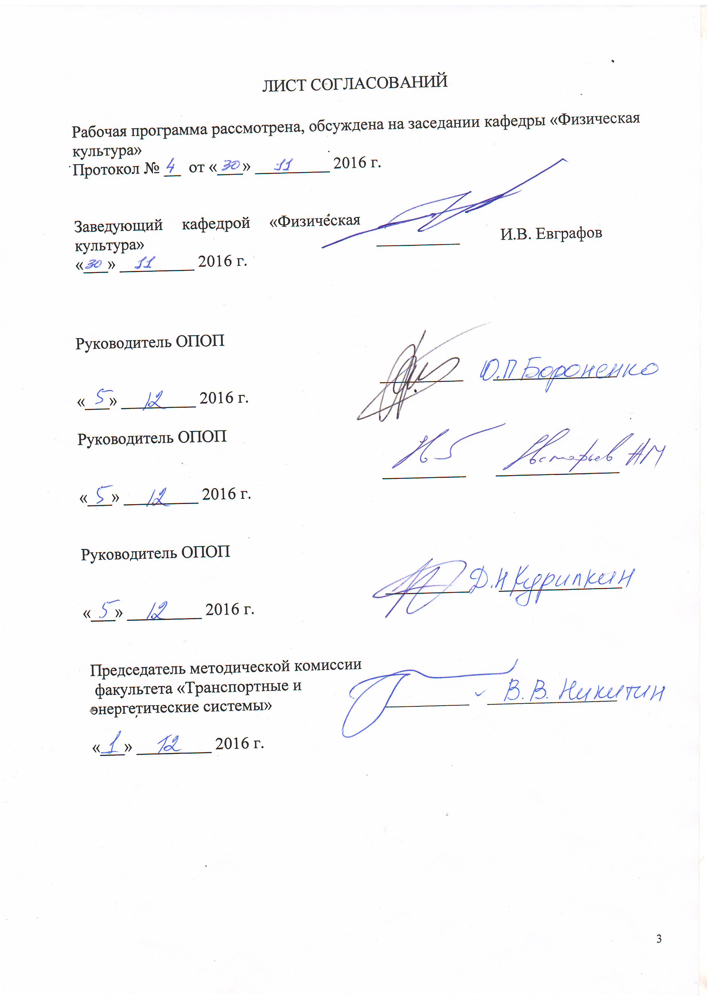 ЛИСТ СОГЛАСОВАНИЙ
Рабочая программа рассмотрена, обсуждена на заседании кафедры «Физическая
культура»
Протокол № 4 от «30» 11 2016 г.
Заведующий кафедрой «Физическая
культура» И.В. Евграфов
«30» 11 2016 г.
Руководитель ОПОП
Ю.П Бороненко
«5» 12 2016 г.
Руководитель ОПОП
«5» 12 2016 г.
Руководитель ОПОП
Д.Н Курилкин
«5» 12 2016 г.
Председатель методической комиссии
факультета «Транспортные и
энергетические системы» В.В. Никитин
«1» 12 2016 г.
3